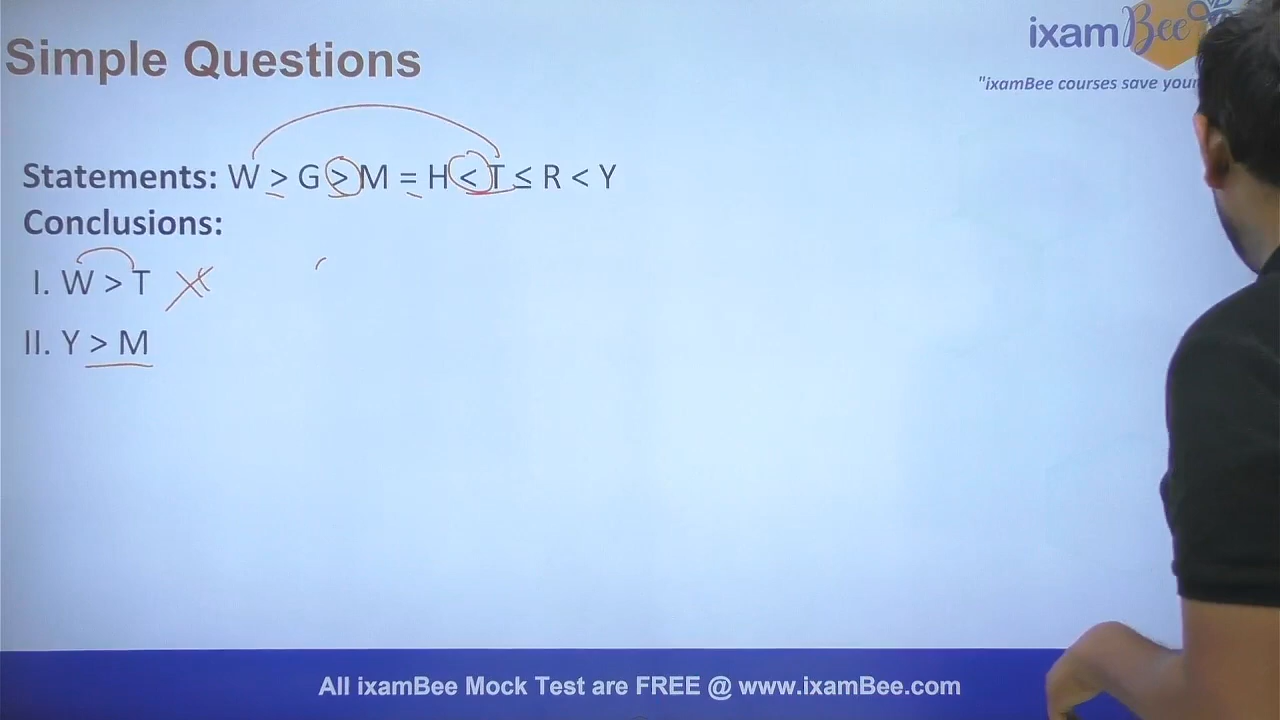 ixamBee
"ixamBee courses save your
Simple Questions
Statements: W > G > M = H < T ≤ R < Y
Conclusions:
I. W > T
II. Y > M
All ixamBee Mock Test are FREE @ www.ixamBee.com